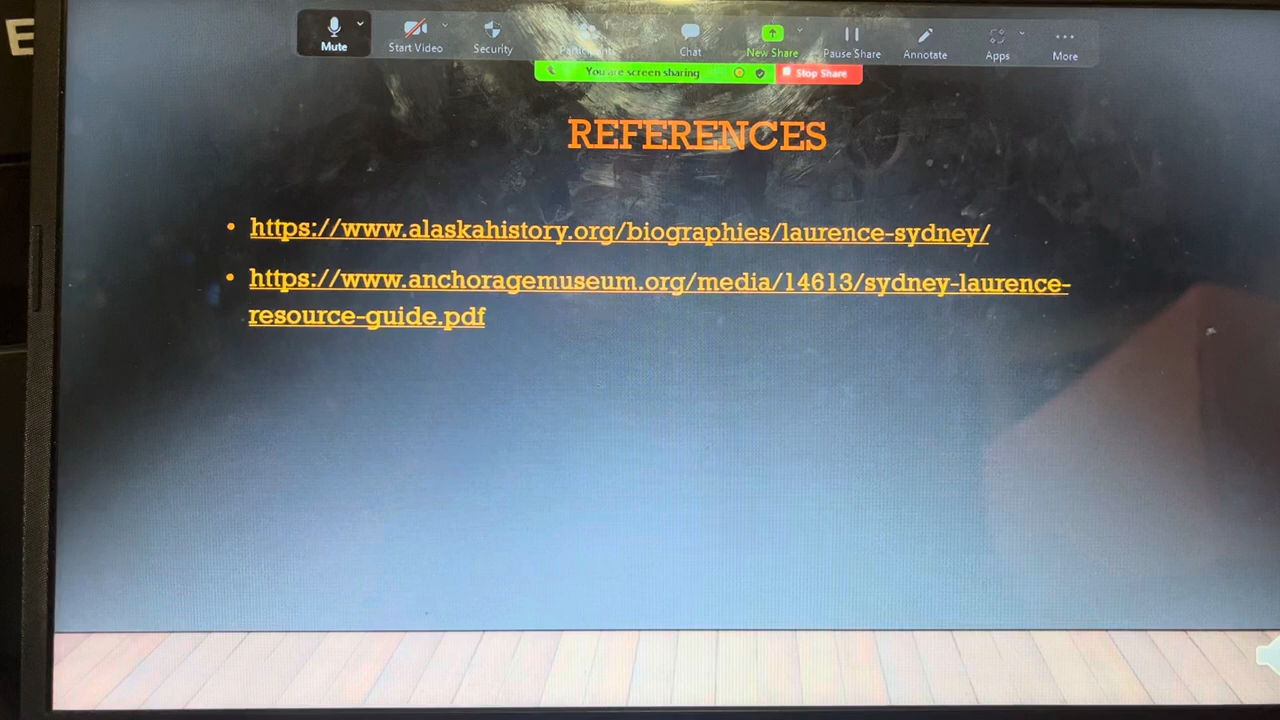 E
Mute
Start Video
Security
Participants
Chat
New Share
Pause Share
Annotate
Apps
More
You are screen sharing
Stop Share
REFERENCES
• https://www.alaskahistory.org/biographies/laurence-sydney/
• https://www.anchoragemuseum.org/media/14613/sydney-laurence-
resource-guide.pdf